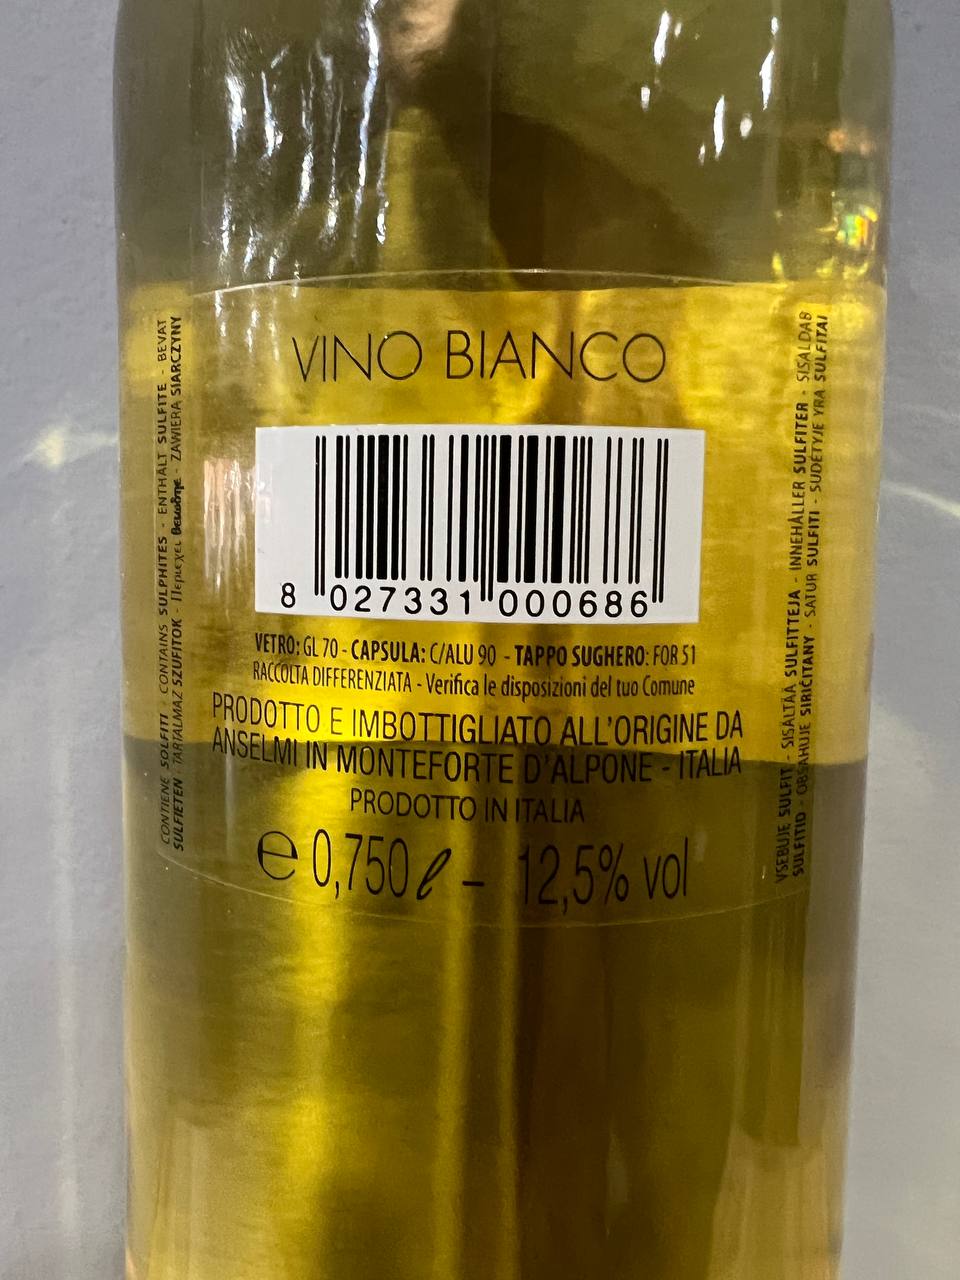 VINO BIANCO
8 027331 000686
VETRO: GL 70 - CAPSULA: C/ALU 90 - TAPPO SUGHERO: FOR 51
RACCOLTA DIFFERENZIATA - Verifica le disposizioni del tuo Comune
PRODOTTO E IMBOTTIGLIATO ALL'ORIGINE DA
ANSELMI IN MONTEFORTE D'ALPONE - ITALIA
PRODOTTO IN ITALIA
℮ 0,750 ℓ - 12,5% vol
CONTIENE SOLFITI - CONTAINS SULPHITES - ENTHÄLT SULFITE - BEVAT
SULFIETEN - TARTALMAZ SZUFITOK - ZAWIERA SIARCZYNY
VSEBUJE SULFIT - SISÄLTÄÄ SULFITTEJA - INNEHÅLLER SULFITER - SISALDAB
SULFITID - OBSAHUJE SIRIČITANY - SATUR SULFITI - SUDĖTYJE YRA SULFITAI